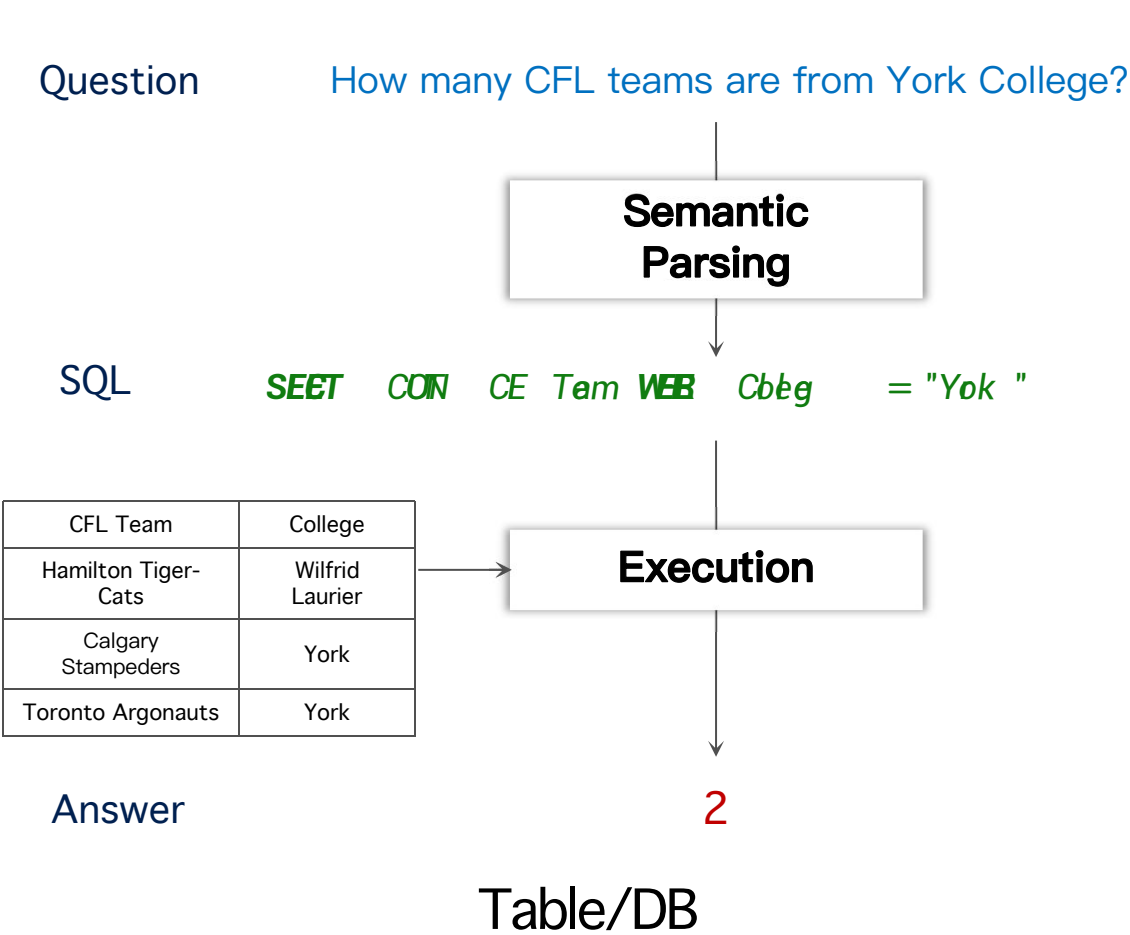 Question How many CFL teams are from York College?
Semantic
Parsing
SQL = " "
CFL Team College
Hamilton Tiger-
Cats
Wilfrid
Laurier
Execution
Calgary
Stampeders
York
Toronto Argonauts York
Answer 2
Table/DB